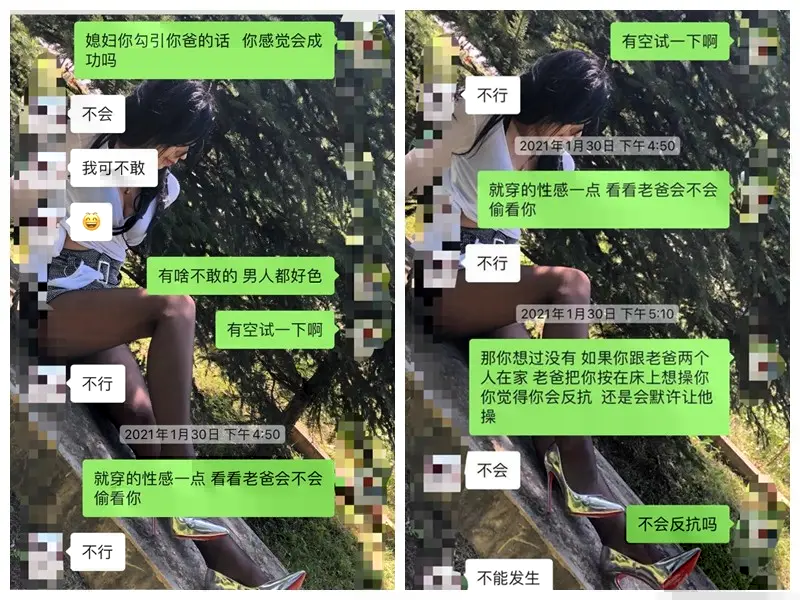 媳妇你勾引你爸的话 你感觉会成
功吗
不会
我可不敢
有啥不敢的 男人都好色
有空试一下啊
不行
2021年1月30日 下午4:50
就穿的性感一点 看看老爸会不会
偷看你
不行
有空试一下啊
不行
2021年1月30日 下午4:50
就穿的性感一点 看看老爸会不会
偷看你
不行
2021年1月30日 下午5:10
那你想过没有 如果你跟老爸两个
人在家 老爸把你按在床上想操你
你觉得你会反抗 还是会默许让他
操
不会
不会反抗吗
不能发生